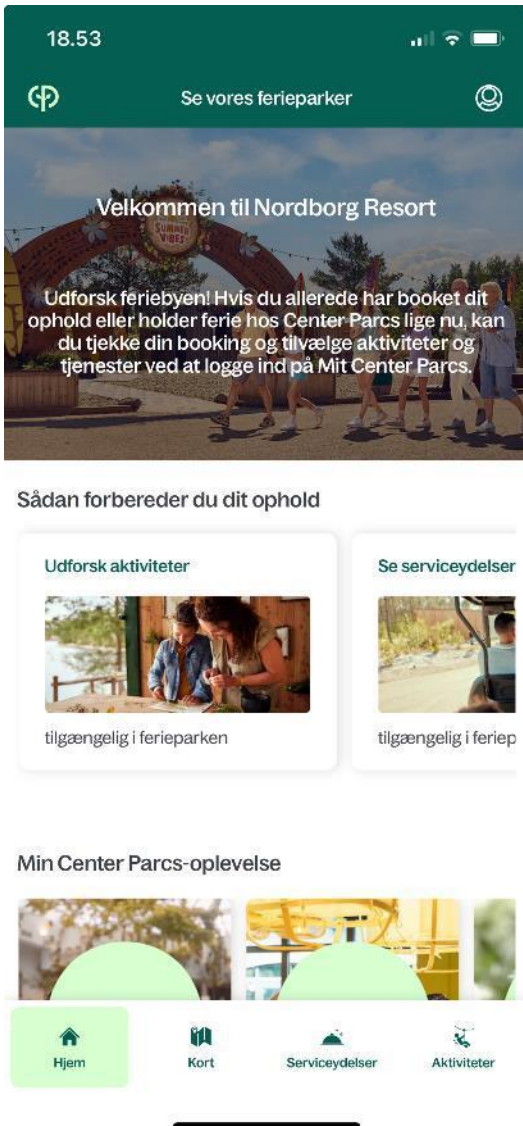 18.53
Se vores ferieparker
SUMMER
VIBES
Velkommen til Nordborg Resort
Udforsk feriebyen! Hvis du allerede har booket dit
ophold eller holder ferie hos Center Parcs lige nu, kan
du tjekke din booking og tilvælge aktiviteter og
tjenester ved at logge ind på Mit Center Parcs.
Sådan forbereder du dit ophold
Udforsk aktiviteter
tilgængelig i ferieparken
Se serviceydelser
tilgængelig i feriep
Min Center Parcs-oplevelse
Hjem
Kort
Serviceydelser
Aktiviteter